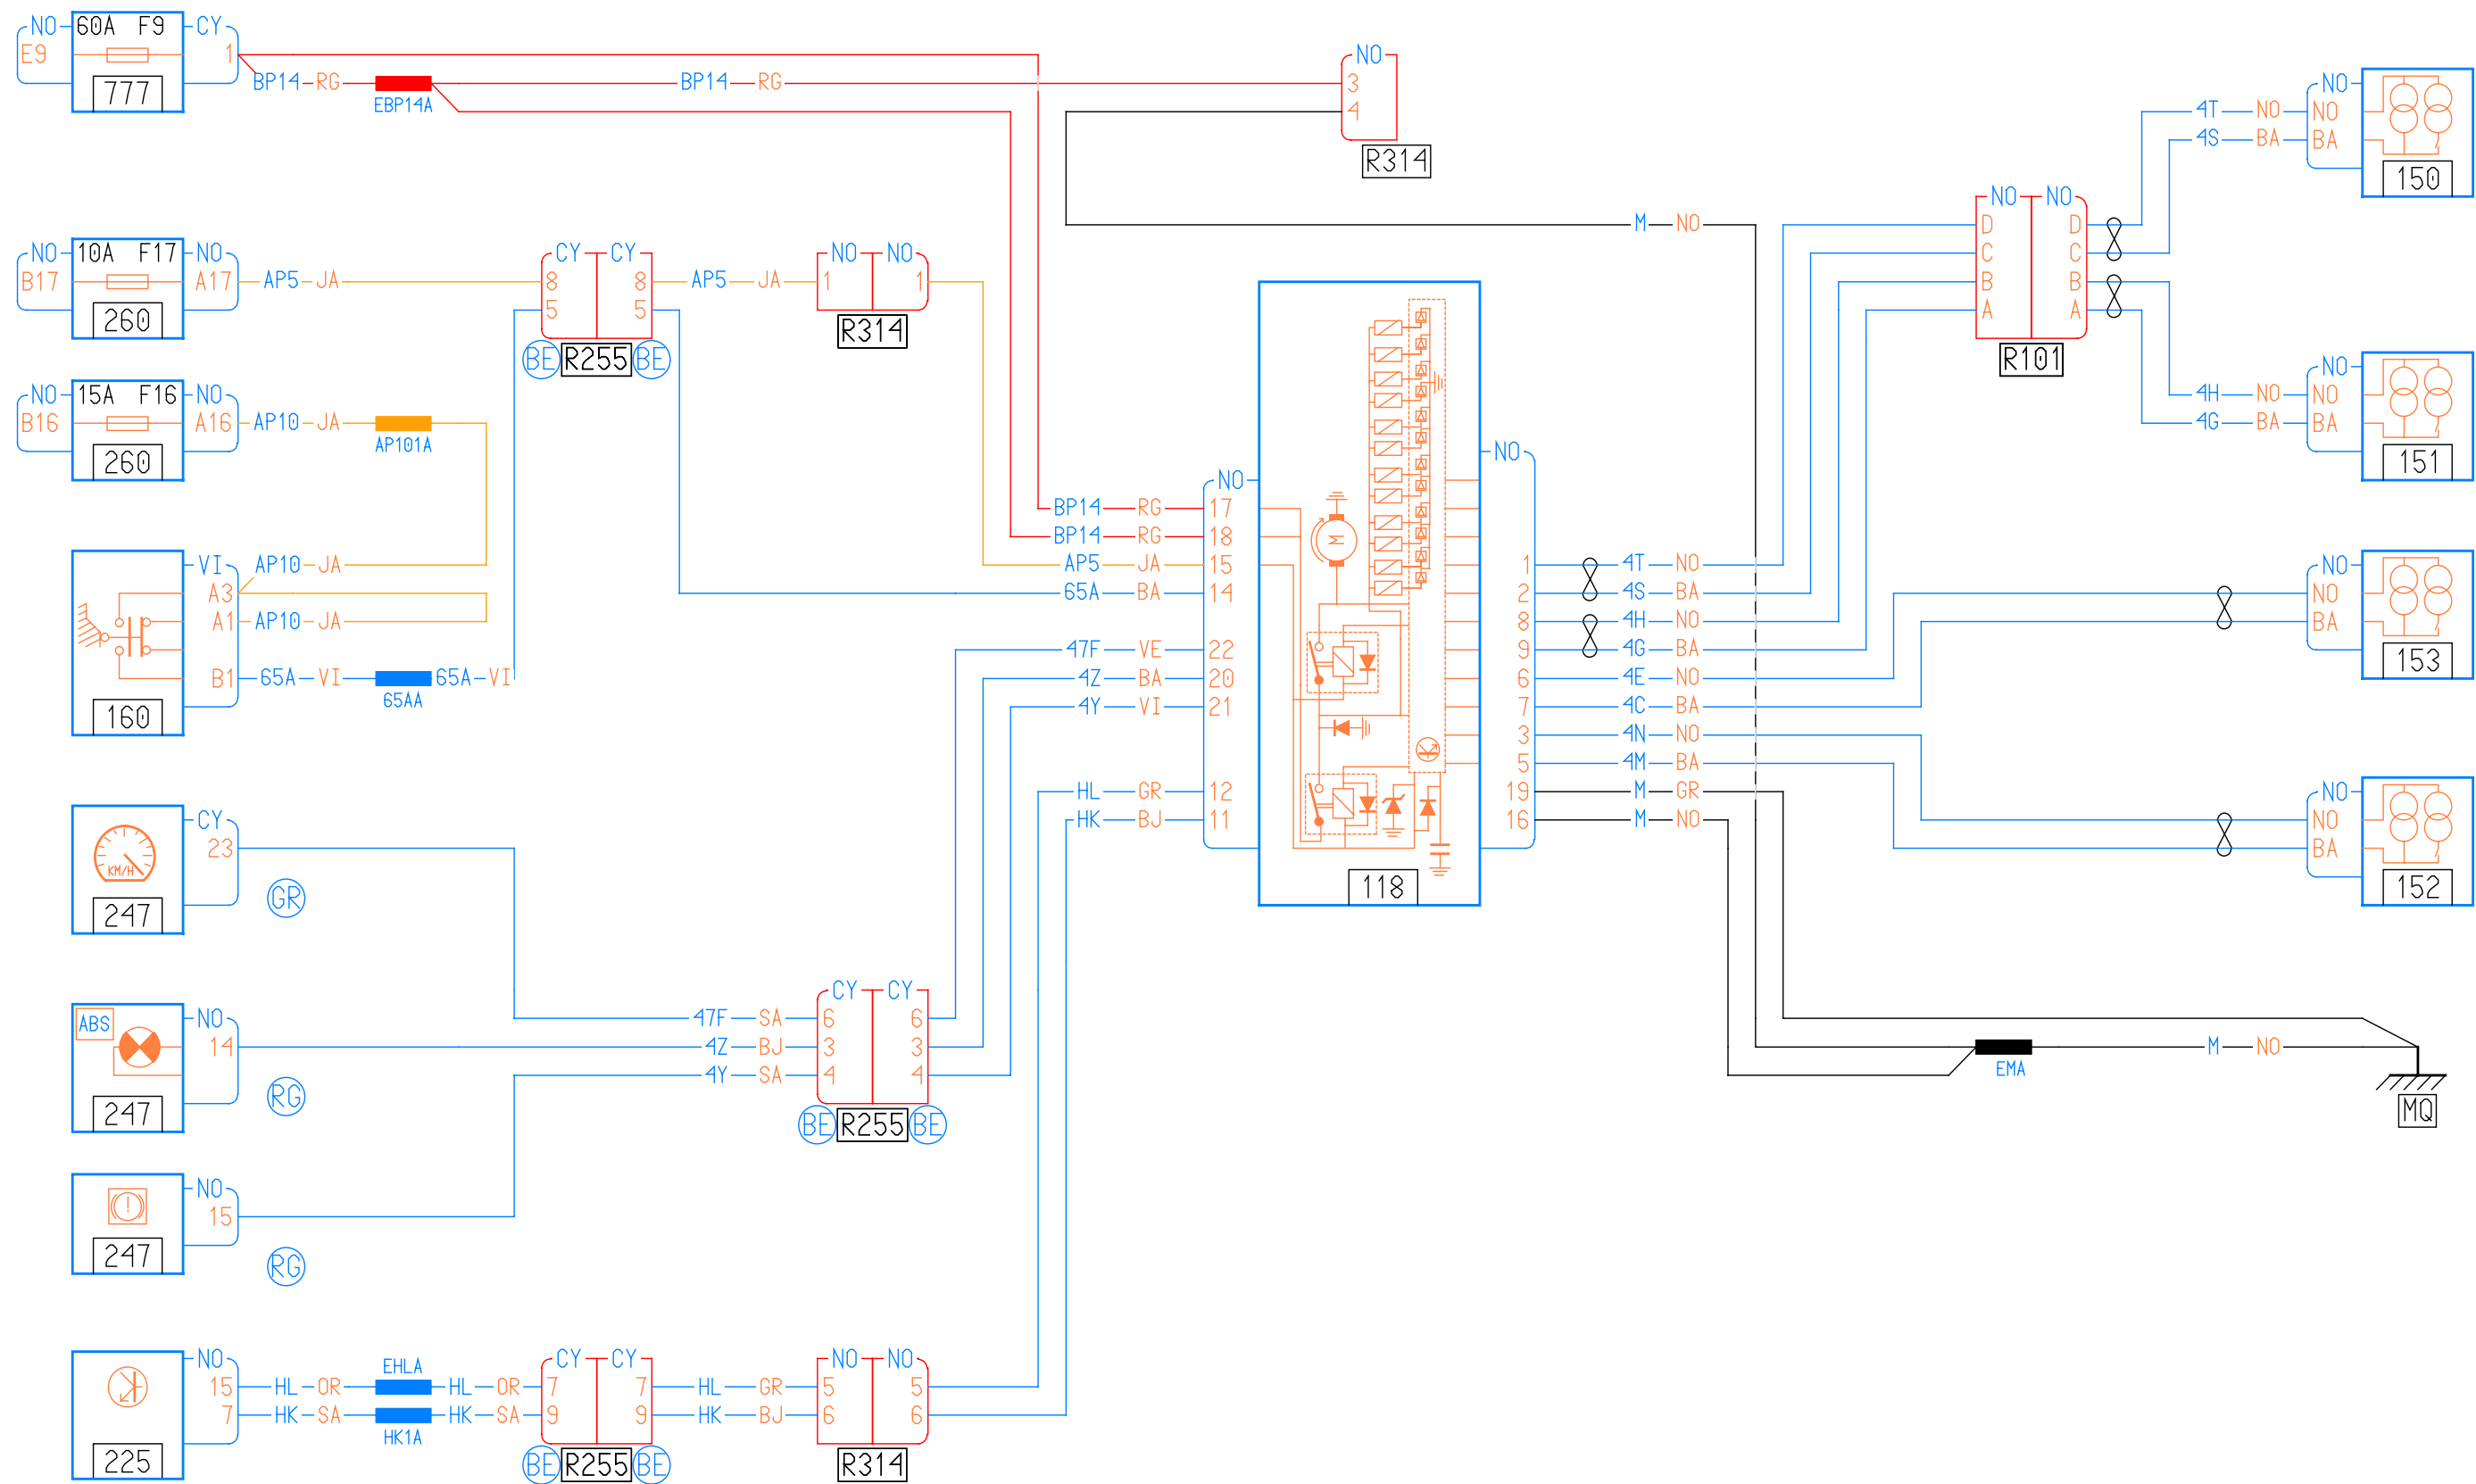 NO 60A F9 CY
E9 1
777
BP14 RG EBP14A BP14 RG
NO
3
4
R314
M NO
NO 10A F17 NO
B17 A17 AP5 JA
260
CY CY
8 8 AP5 JA
5 5
BE R255 BE
NO NO
1 1
R314
NO 15A F16 NO
B16 A16 AP10 JA
AP101A
260
VI AP10 JA
A3
A1 AP10 JA
B1 65A VI 65A VI
65AA
160
CY
23
KM/H
GR
247
ABS NO
14
RG
247
NO
15
RG
247
47F SA
4Z BJ
4Y SA
CY CY
6 6
3 3
4 4
BE R255 BE
NO
15 HL OR EHLA HL OR
7 HK SA HK1A HK SA
225
CY CY
7 7 HL GR
9 9 HK BJ
BE R255 BE
NO NO
5 5
6 6
R314
NO
BP14 RG 17
BP14 RG 18
AP5 JA 15
65A BA 14
47F VE 22
4Z BA 20
4Y VI 21
HL GR 12
HK BJ 11
M
118
NO
1 4T NO
2 4S BA
8 4H NO
9 4G BA
6 4E NO
7 4C BA
3 4N NO
5 4M BA
19 M GR
16 M NO
NO NO
D D
C C
B B
A A
R101
4T NO
4S BA
NO
NO
BA
150
4H NO
4G BA
NO
NO
BA
151
NO
NO
BA
153
NO
NO
BA
152
EMA M NO
MQ